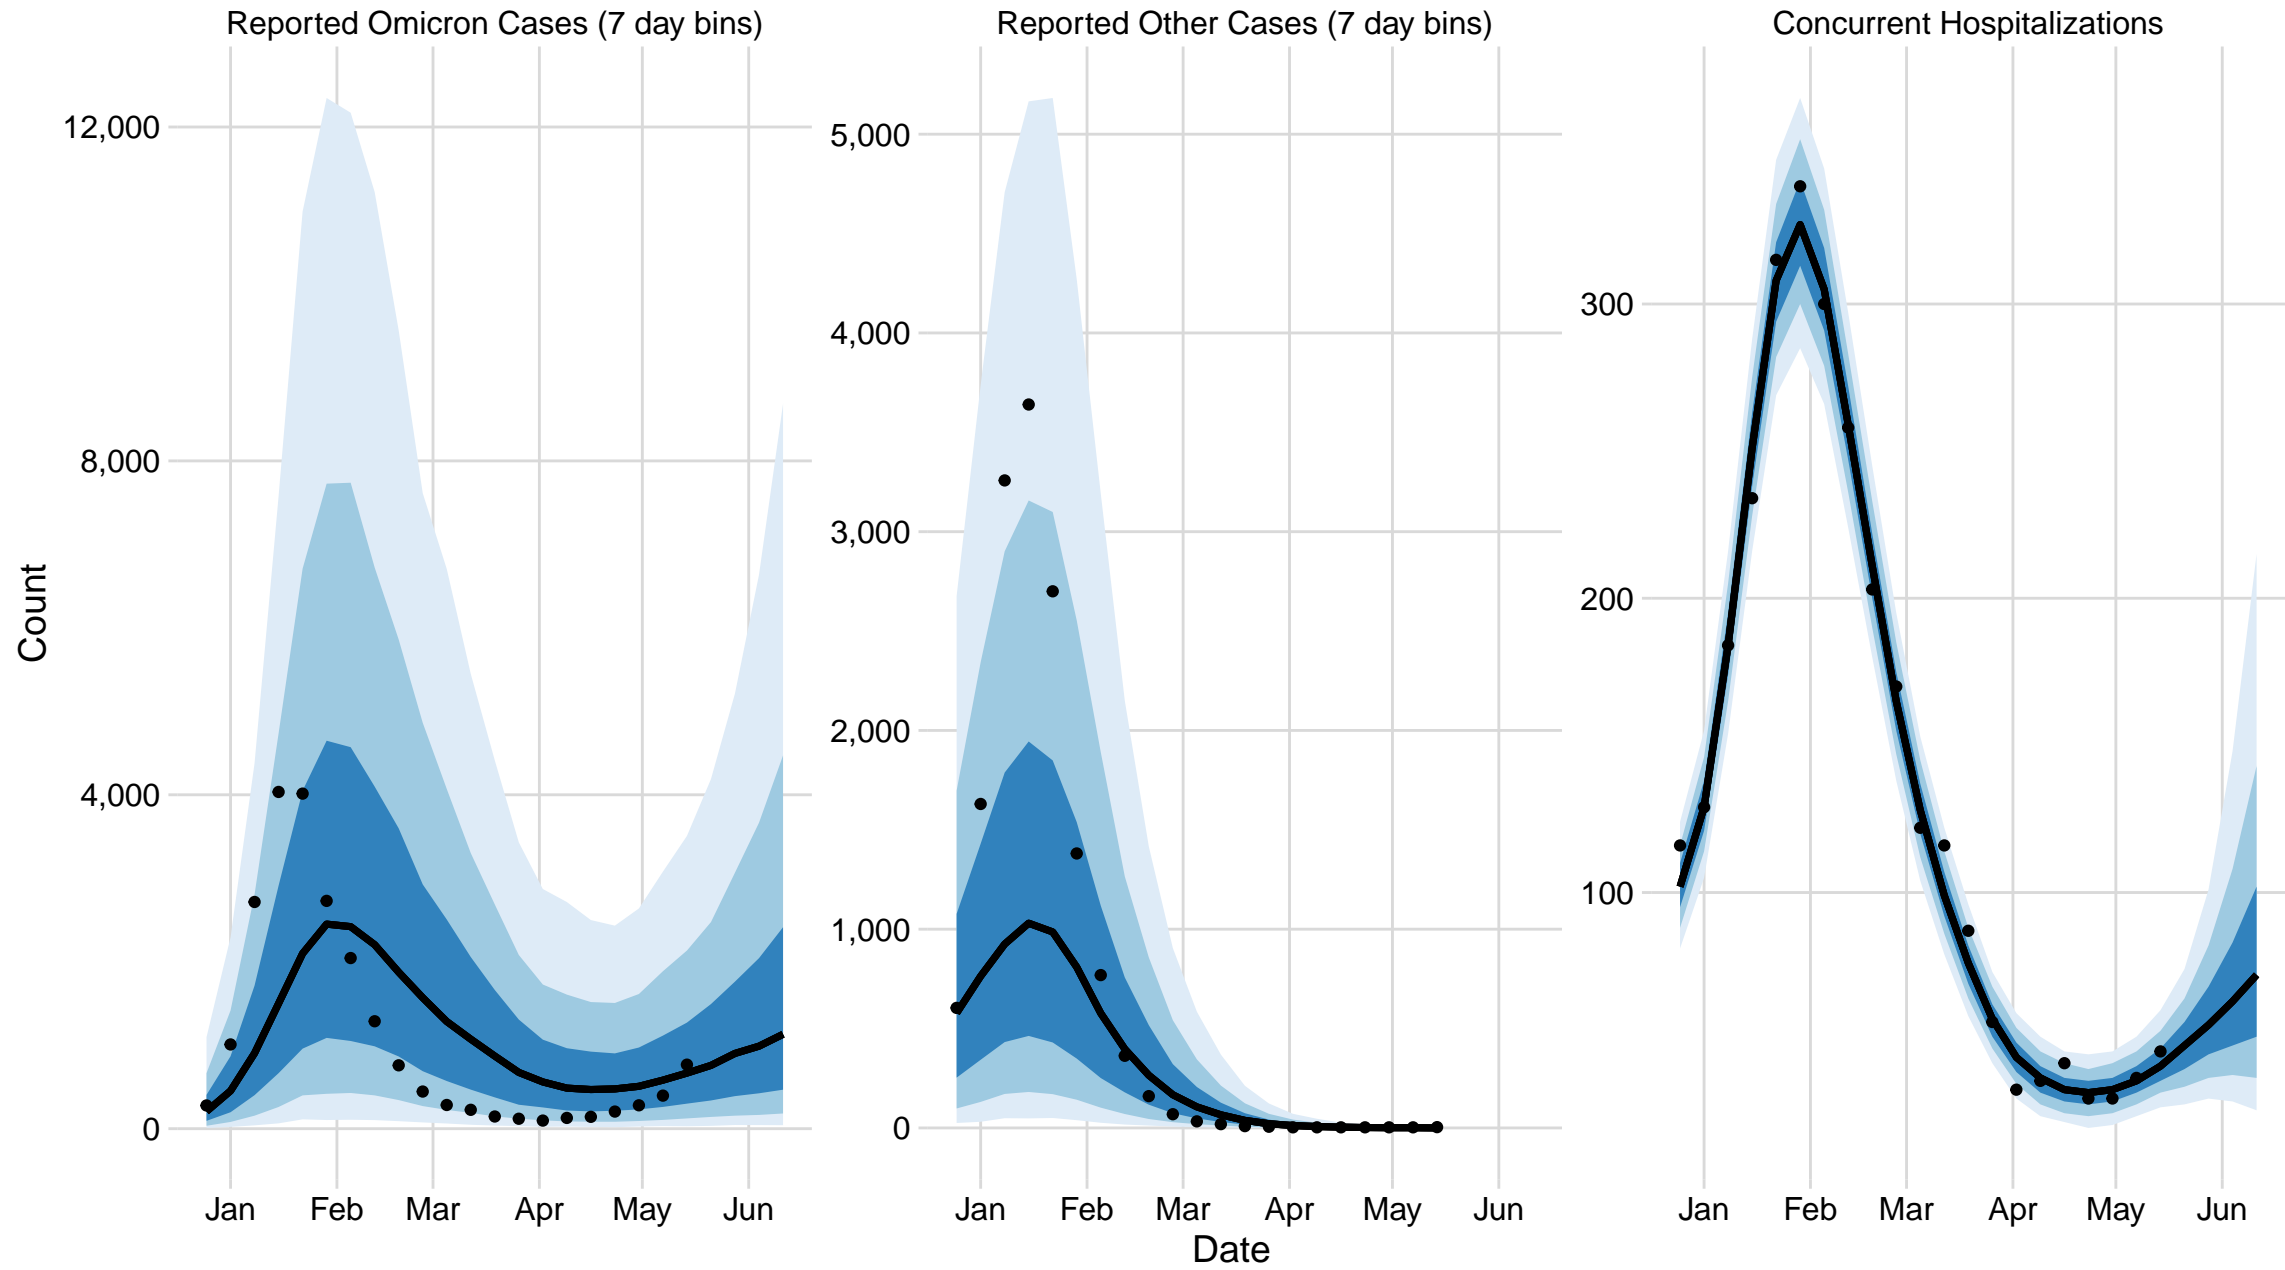 Reported Omicron Cases (7 day bins)
Reported Other Cases (7 day bins)
Concurrent Hospitalizations
Count
12,000
8,000
4,000
0
5,000
4,000
3,000
2,000
1,000
0
300
200
100
Jan Feb Mar Apr May Jun
Jan Feb Mar Apr May Jun
Jan Feb Mar Apr May Jun
Date